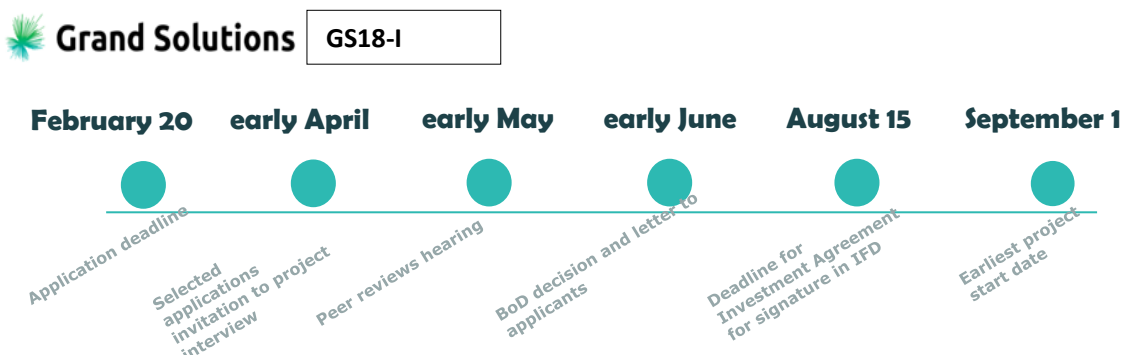 Grand Solutions
GS18-I
February 20
early April
early May
early June
August 15
September 1
Application deadline
Selected
applications
invitation to project
interview
Peer reviews hearing
BoD decision and letter to
applicants
Deadline for
Investment Agreement
for signature in IFD
Earliest project
start date